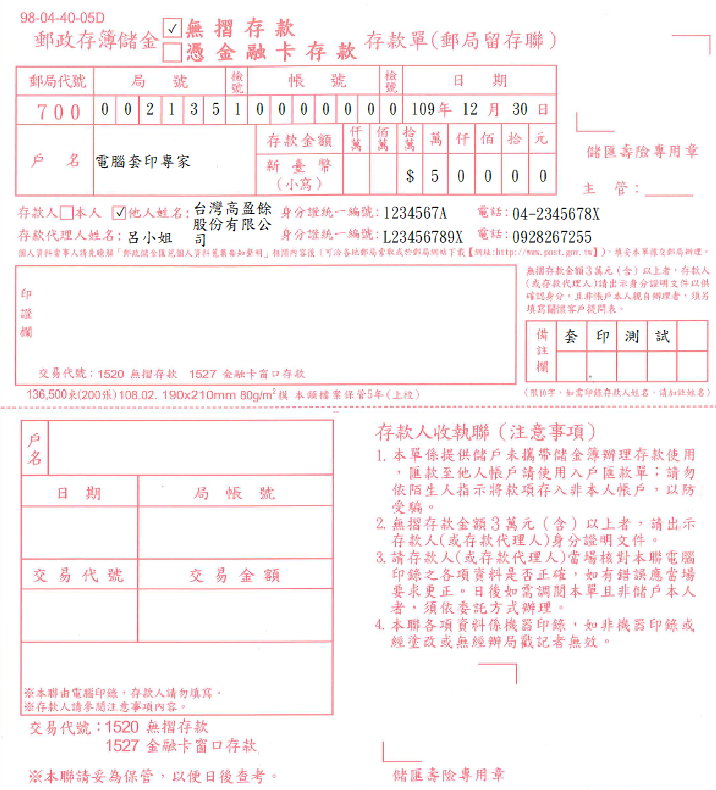 98-04-40-05D
郵政存簿儲金 ☑無摺存款 ☐憑金融卡存款 存款單(郵局留存聯)
郵局代號 局號 檢號 帳號 檢號 日期
700 0 0 2 1 3 5 1 0 0 0 0 0 0 0 109年 12月 30日
戶名 電腦套印專家
存款金額 仟萬 佰萬 拾萬 萬 仟 佰 拾 元
新臺幣(小寫) $ 5 0 0 0 0
儲匯壽險專用章
主管:
存款人☐本人 ☑他人姓名:台灣高盈餘股份有限公司 身分證統一編號:1234567A 電話:04-2345678X
存款代理人姓名:呂小姐 身分證統一編號:L23456789X 電話:0928267255
個人資料當事人請就瞭解「郵政儲金匯兌個人資料蒐集告知聲明」相關內容後(可洽各地郵局索取或於郵局網站下載【網址:http://www.post.gov.tw】),填妥本單據交郵局辦理。
無摺存款金額3萬元(含)以上者,存款人
(或存款代理人)請出示身分證明文件以供
確認身分。且非帳戶本人親自辦理者,須另
填寫關懷客戶提問表。
印證欄
備註欄 套 印 測 試
交易代號:1520 無摺存款 1527 金融卡窗口存款
(限10字,如需印錄存款人姓名,請加註姓名)
136,500束(200張)108.02. 190x210mm 80g/m²模 本類檔案保管5年(上位)
戶名
日期 局帳號
交易代號 交易金額
※本聯由電腦印錄,存款人請勿填寫。
※存款人請參閱注意事項內容。
交易代號:1520 無摺存款
1527 金融卡窗口存款
※本聯請妥為保管,以便日後查考。
存款人收執聯(注意事項)
1. 本單係提供儲戶未攜帶儲金簿辦理存款使用
,匯款至他人帳戶請使用入戶匯款單;請勿
依陌生人指示將款項存入非本人帳戶,以防
受騙。
2. 無摺存款金額3萬元(含)以上者,請出示
存款人(或存款代理人)身分證明文件。
3. 請存款人(或存款代理人)當場核對本聯電腦
印錄之各項資料是否正確,如有錯誤應當場
要求更正。日後如需調閱本單且非儲戶本人
者,須依委託方式辦理。
4. 本聯各項資料係機器印錄,如非機器印錄或
經塗改或無經辦局戳記者無效。
儲匯壽險專用章